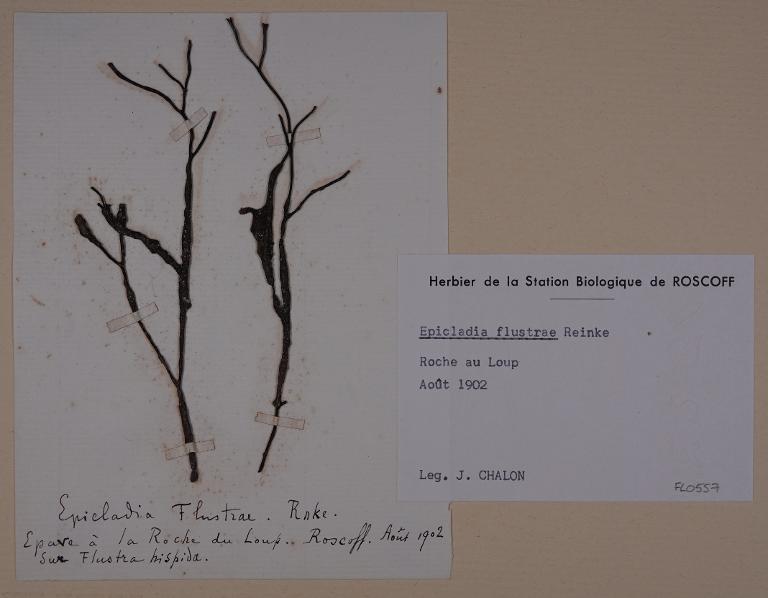 Herbier de la Station Biologique de ROSCOFF
Epicladia flustrae Reinke
Roche au Loup
Août 1902
Leg. J. CHALON
FL0557
Epicladia Flustrae. Rnke.
Epave à la Roche du Loup. Roscoff. Août 1902
Sur Flustra hispida.